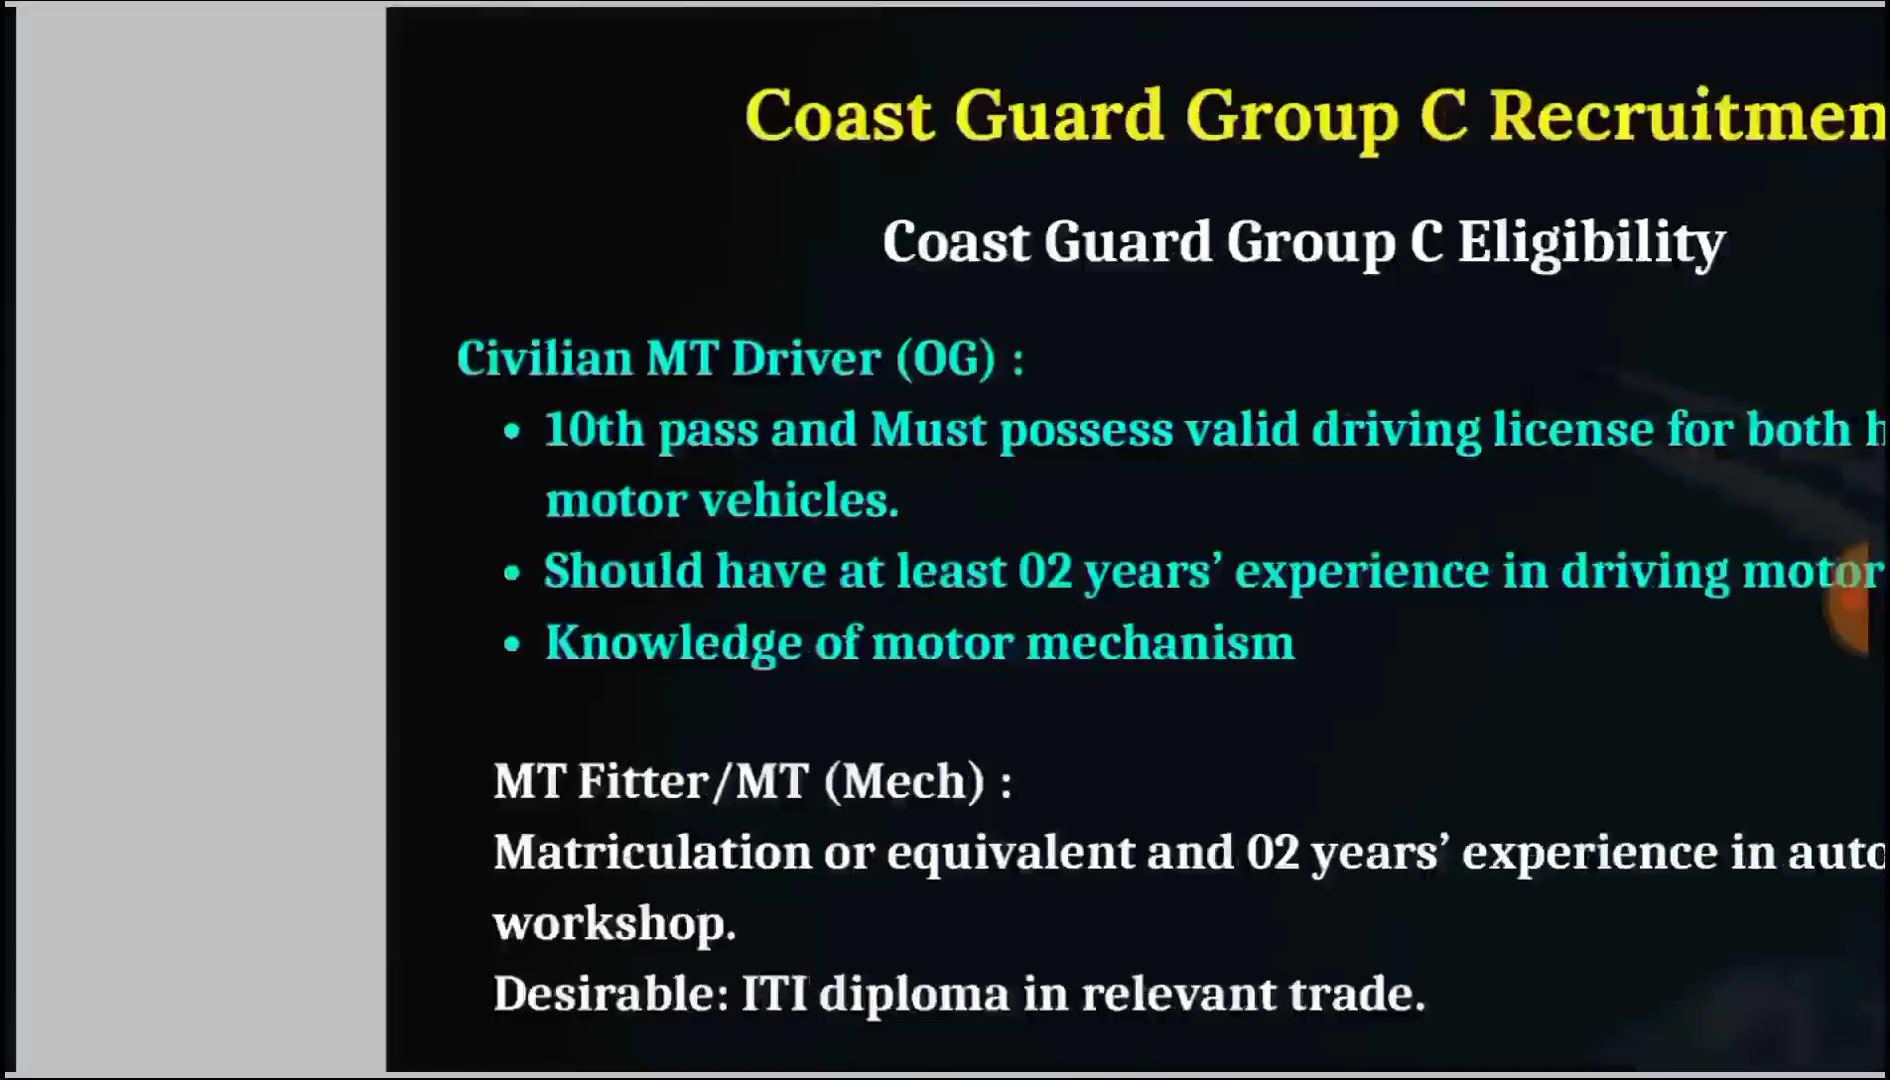 Coast Guard Group C Recruitmen
Coast Guard Group C Eligibility
Civilian MT Driver (OG) :
• 10th pass and Must possess valid driving license for both h
motor vehicles.
• Should have at least 02 years’ experience in driving motor
• Knowledge of motor mechanism
MT Fitter/MT (Mech) :
Matriculation or equivalent and 02 years’ experience in auto
workshop.
Desirable: ITI diploma in relevant trade.